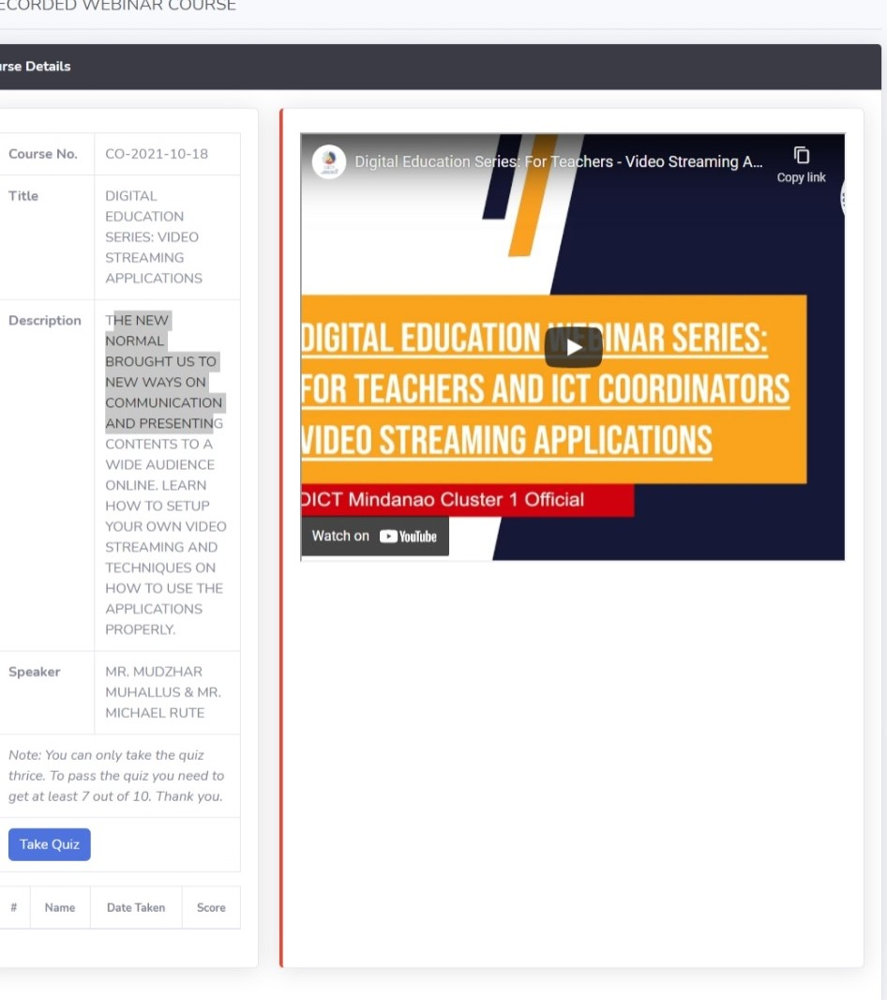 ECORDED WEBINAR COURSE
urse Details
Course No.
CO-2021-10-18
Title
DIGITAL
EDUCATION
SERIES: VIDEO
STREAMING
APPLICATIONS
Description
THE NEW
NORMAL
BROUGHT US TO
NEW WAYS ON
COMMUNICATION
AND PRESENTING
CONTENTS TO A
WIDE AUDIENCE
ONLINE. LEARN
HOW TO SETUP
YOUR OWN VIDEO
STREAMING AND
TECHNIQUES ON
HOW TO USE THE
APPLICATIONS
PROPERLY.
Speaker
MR. MUDZHAR
MUHALLUS & MR.
MICHAEL RUTE
Note: You can only take the quiz
thrice. To pass the quiz you need to
get at least 7 out of 10. Thank you.
Take Quiz
# Name Date Taken Score
Digital Education Series: For Teachers - Video Streaming A...
Copy link
DIGITAL EDUCATION WEBINAR SERIES:
FOR TEACHERS AND ICT COORDINATORS
VIDEO STREAMING APPLICATIONS
DICT Mindanao Cluster 1 Official
Watch on YouTube